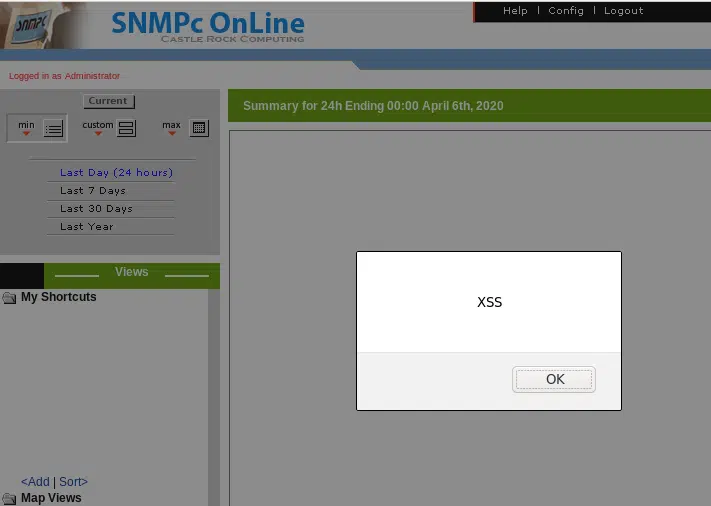 SNMPC
SNMPc OnLine
CASTLE ROCK COMPUTING
Help | Config | Logout
Logged in as Administrator
Current
min custom max
Last Day (24 hours)
Last 7 Days
Last 30 Days
Last Year
Summary for 24h Ending 00:00 April 6th, 2020
XSS
OK
Views
My Shortcuts
<Add | Sort>
Map Views